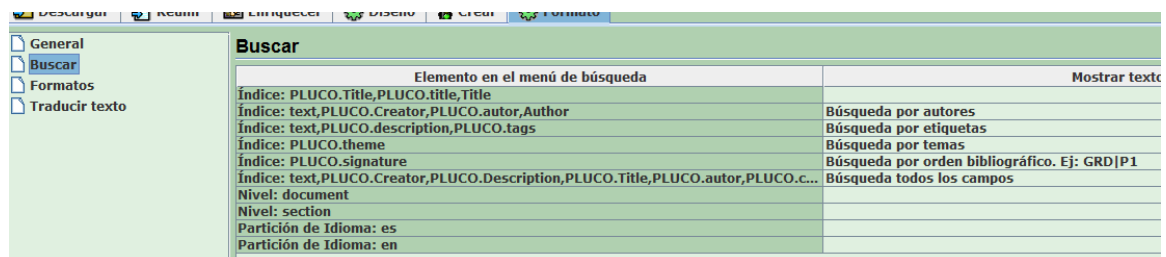 Descargar Reunir Enriquecer Diseño Crear Formato
General
Buscar
Formatos
Traducir texto
Buscar
Elemento en el menú de búsqueda Mostrar texto
Índice: PLUCO.Title,PLUCO.title,Title
Índice: text,PLUCO.Creator,PLUCO.autor,Author Búsqueda por autores
Índice: text,PLUCO.description,PLUCO.tags Búsqueda por etiquetas
Índice: PLUCO.theme Búsqueda por temas
Índice: PLUCO.signature Búsqueda por orden bibliográfico. Ej: GRD|P1
Índice: text,PLUCO.Creator,PLUCO.Description,PLUCO.Title,PLUCO.autor,PLUCO.c... Búsqueda todos los campos
Nivel: document
Nivel: section
Partición de Idioma: es
Partición de Idioma: en